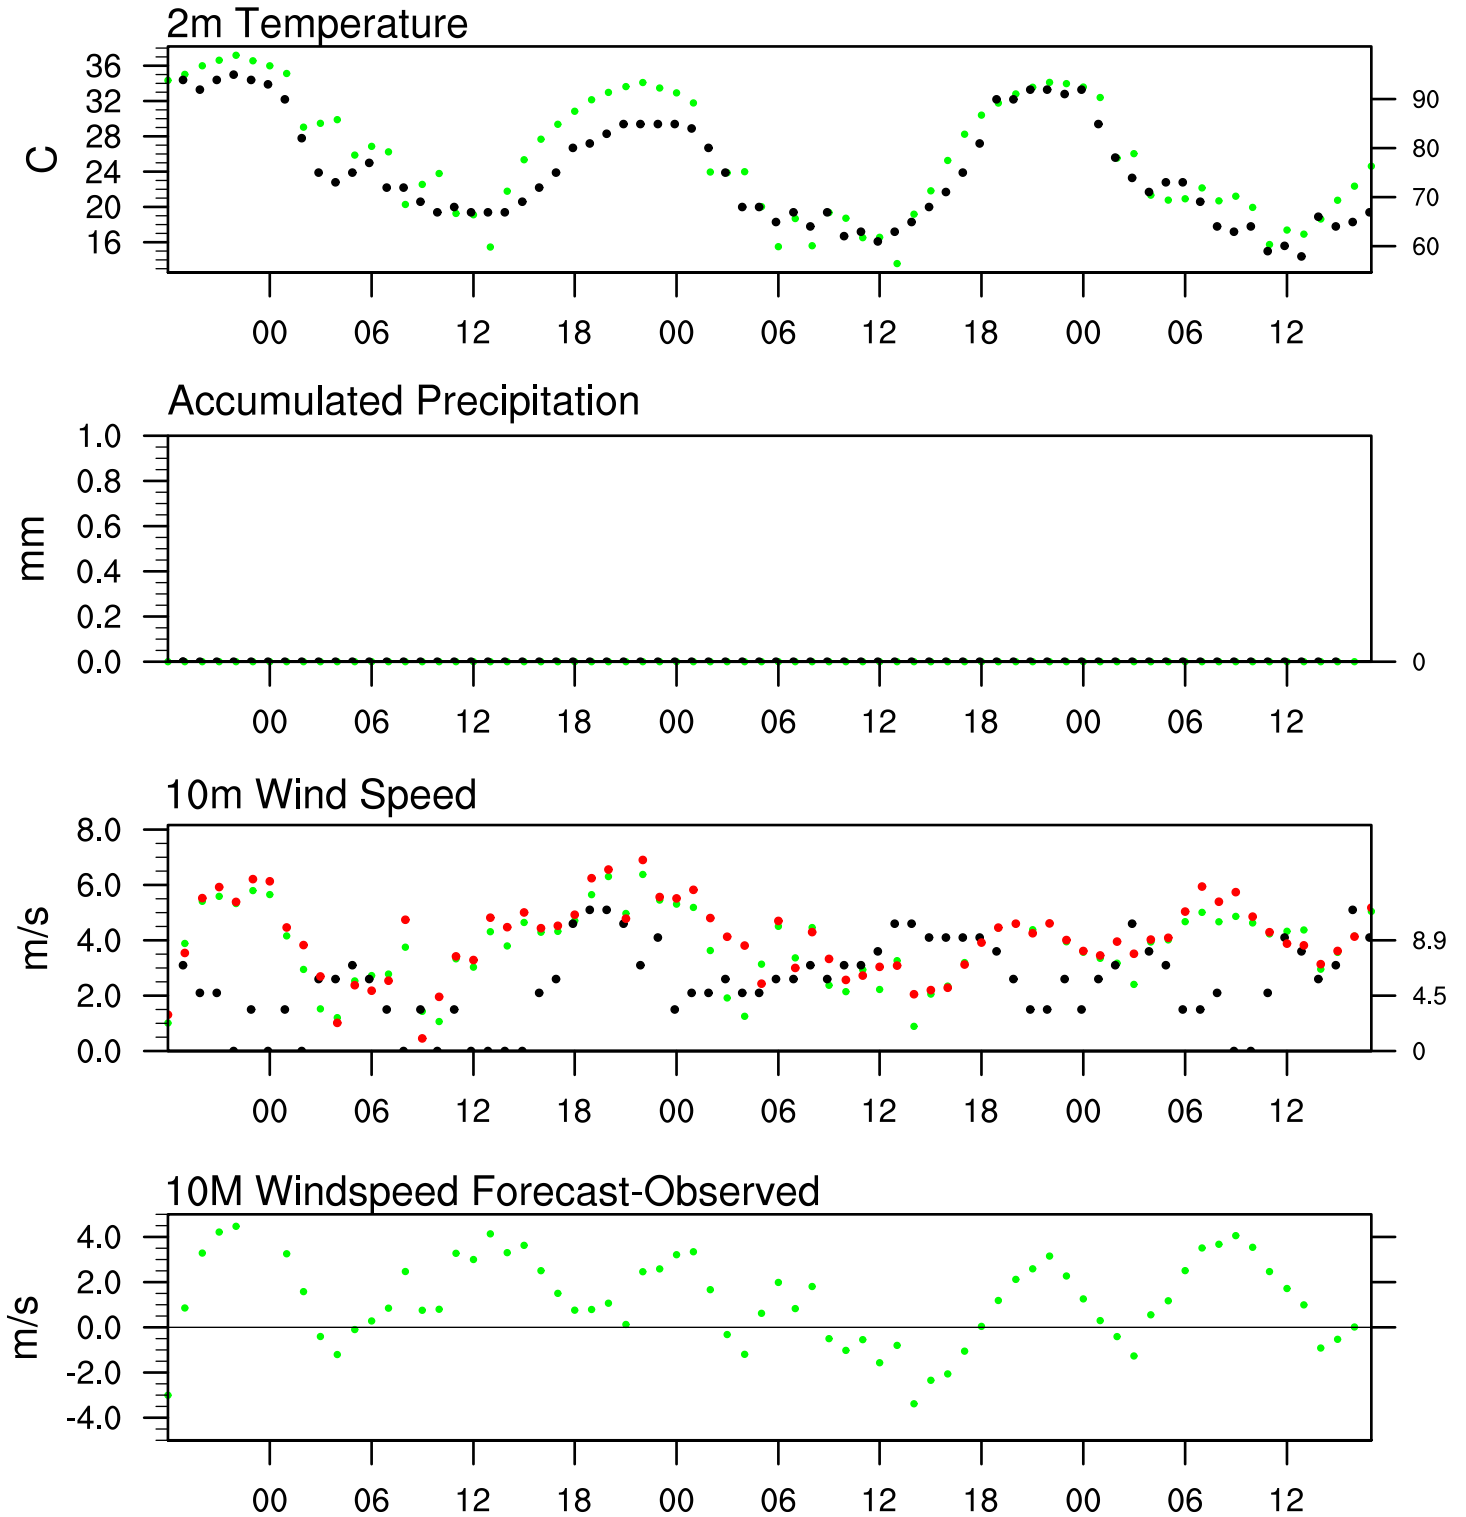 2m Temperature
36
32
28
24
20
16
C
90
80
70
60
00 06 12 18 00 06 12 18 00 06 12
Accumulated Precipitation
1.0
0.8
0.6
0.4
0.2
0.0
mm
0
00 06 12 18 00 06 12 18 00 06 12
10m Wind Speed
8.0
6.0
4.0
2.0
0.0
m/s
8.9
4.5
0
00 06 12 18 00 06 12 18 00 06 12
10M Windspeed Forecast-Observed
4.0
2.0
0.0
-2.0
-4.0
m/s
00 06 12 18 00 06 12 18 00 06 12